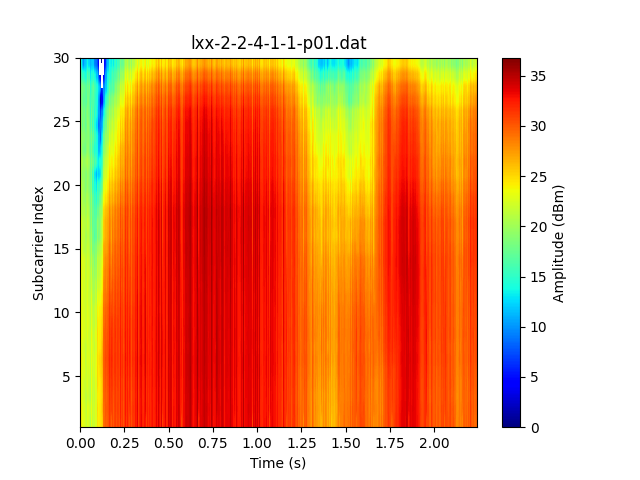 lxx-2-2-4-1-1-p01.dat
30
25
20
15
10
5
Subcarrier Index
0.00 0.25 0.50 0.75 1.00 1.25 1.50 1.75 2.00
Time (s)
35
30
25
20
15
10
5
0
Amplitude (dBm)